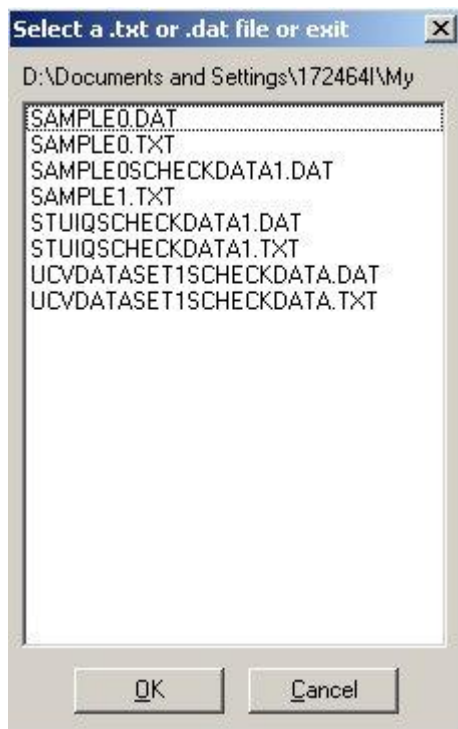 Select a .txt or .dat file or exit
D:\Documents and Settings\172464I\My
SAMPLE0.DAT
SAMPLE0.TXT
SAMPLE0SCHECKDATA1.DAT
SAMPLE1.TXT
STUIQSCHECKDATA1.DAT
STUIQSCHECKDATA1.TXT
UCVDATASET1SCHECKDATA.DAT
UCVDATASET1SCHECKDATA.TXT
OK Cancel